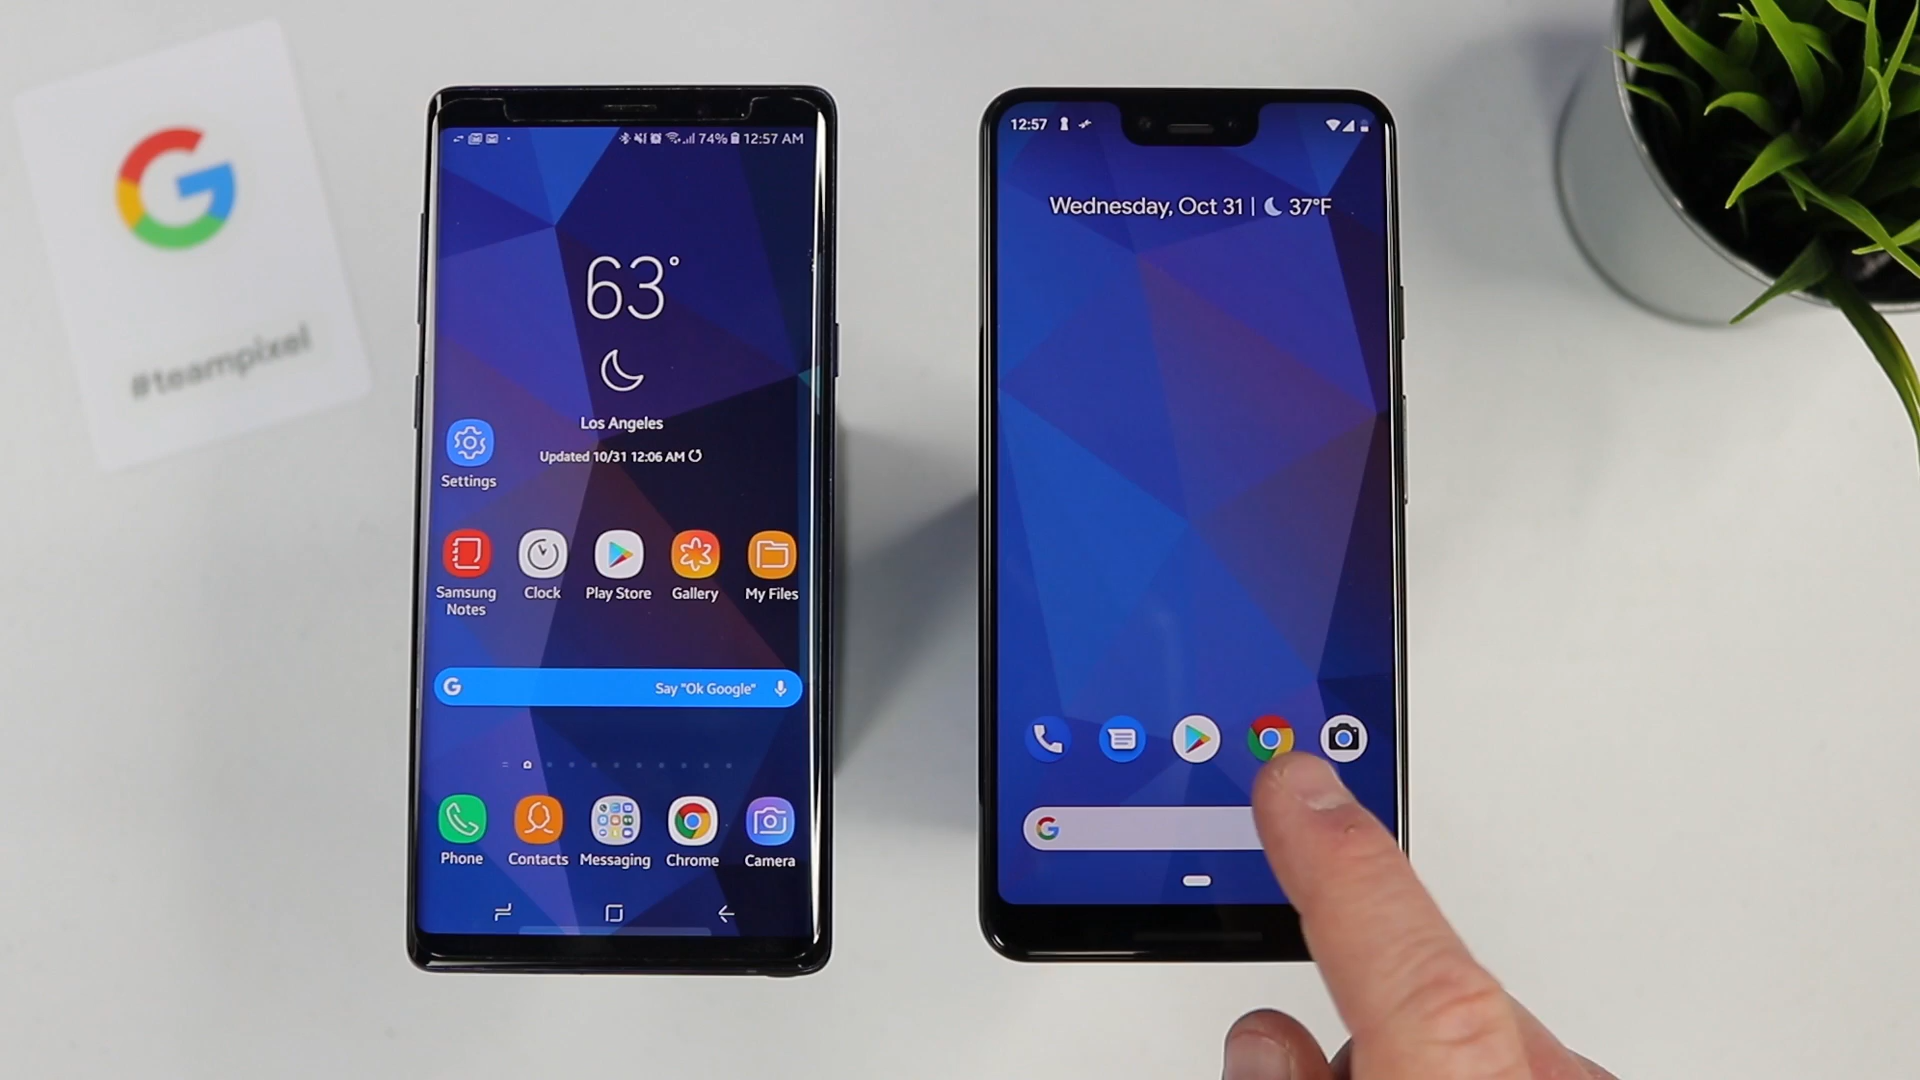 #teampixel
74% 12:57 AM
63°
Los Angeles
Updated 10/31 12:06 AM
Settings
Samsung Notes
Clock
Play Store
Gallery
My Files
G
Say "Ok Google"
Phone
Contacts
Messaging
Chrome
Camera
12:57
Wednesday, Oct 31 | 37°F
G